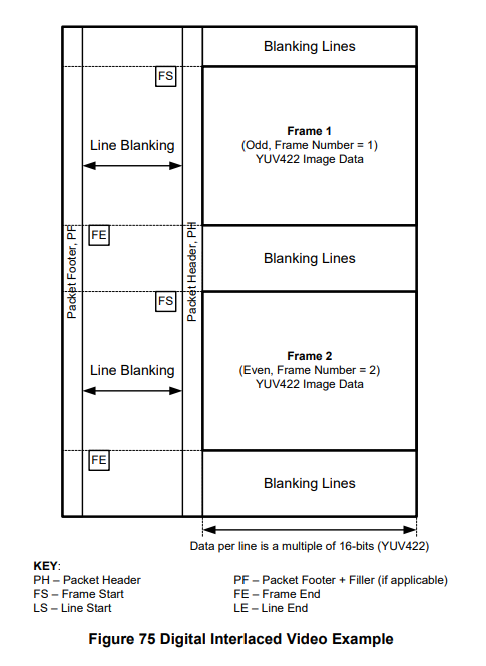 Blanking Lines
FS
Frame 1
(Odd, Frame Number = 1)
YUV422 Image Data
Line Blanking
FE
Packet Footer, PF
Packet Header, PH
Blanking Lines
FS
Frame 2
(Even, Frame Number = 2)
YUV422 Image Data
Line Blanking
FE
Blanking Lines
Data per line is a multiple of 16-bits (YUV422)
KEY:
PH – Packet Header
PF – Packet Footer + Filler (if applicable)
FS – Frame Start
FE – Frame End
LS – Line Start
LE – Line End
Figure 75 Digital Interlaced Video Example